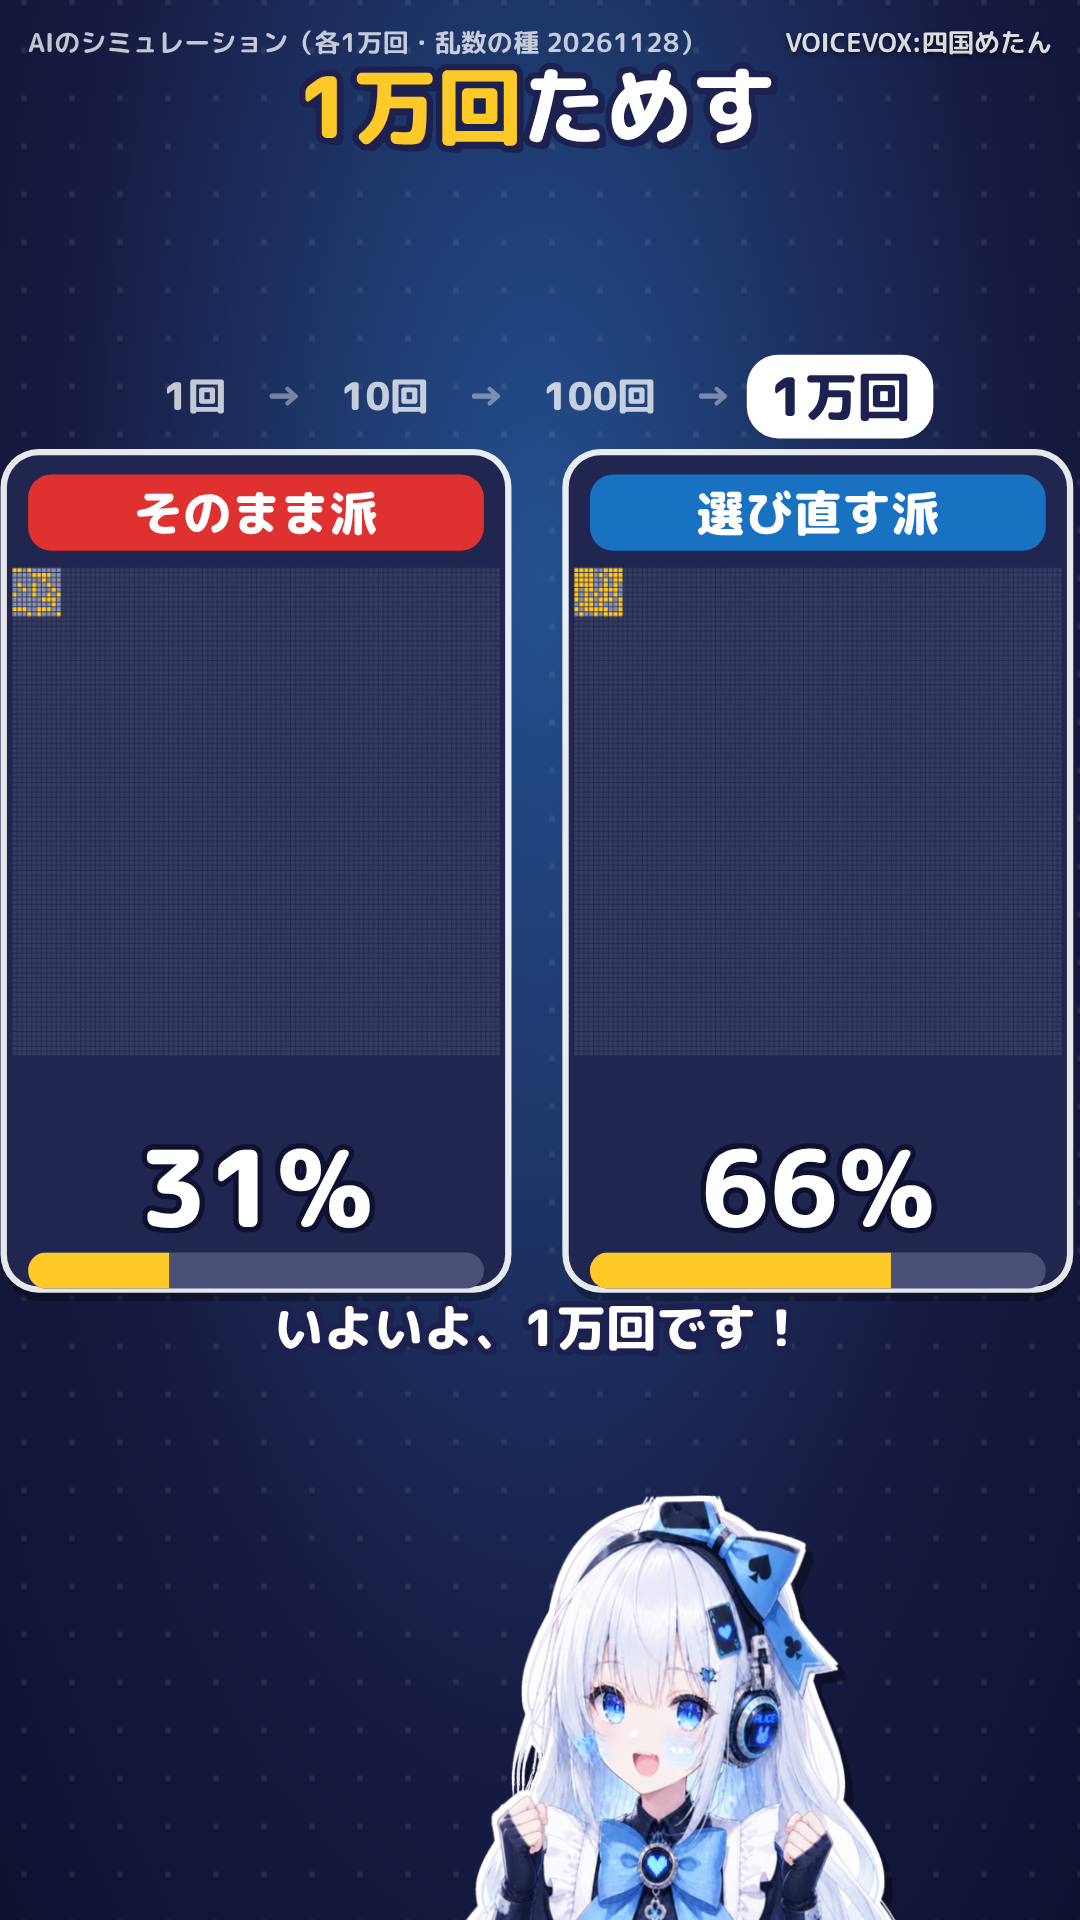 AIのシミュレーション（各1万回・乱数の種 20261128）
VOICEVOX:四国めたん
1万回ためす
1回 → 10回 → 100回 → 1万回
そのまま派
選び直す派
31%
66%
いよいよ、1万回です！
ALICE